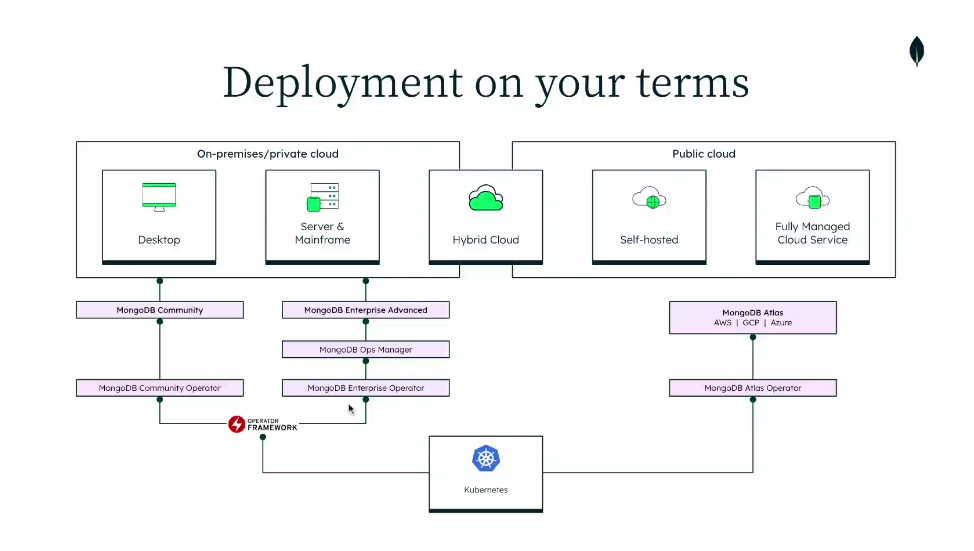 Deployment on your terms
On-premises/private cloud
Public cloud
Desktop
Server &
Mainframe
Hybrid Cloud
Self-hosted
Fully Managed
Cloud Service
MongoDB Community
MongoDB Enterprise Advanced
MongoDB Atlas
AWS | GCP | Azure
MongoDB Ops Manager
MongoDB Community Operator
MongoDB Enterprise Operator
MongoDB Atlas Operator
OPERATOR
FRAMEWORK
Kubernetes